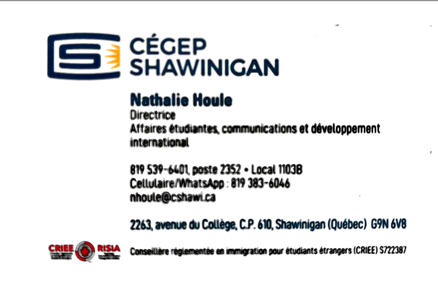 CÉGEP
SHAWINIGAN
Nathalie Houle
Directrice
Affaires étudiantes, communications et développement
international
819 539-6401, poste 2352 • Local 1103B
Cellulaire/WhatsApp : 819 383-6046
nhoule@cshawi.ca
2263, avenue du Collège, C.P. 610, Shawinigan (Québec) G9N 6V8
CRIEE RISIA
Conseillère réglementée en immigration pour étudiants étrangers (CRIEE) S722387